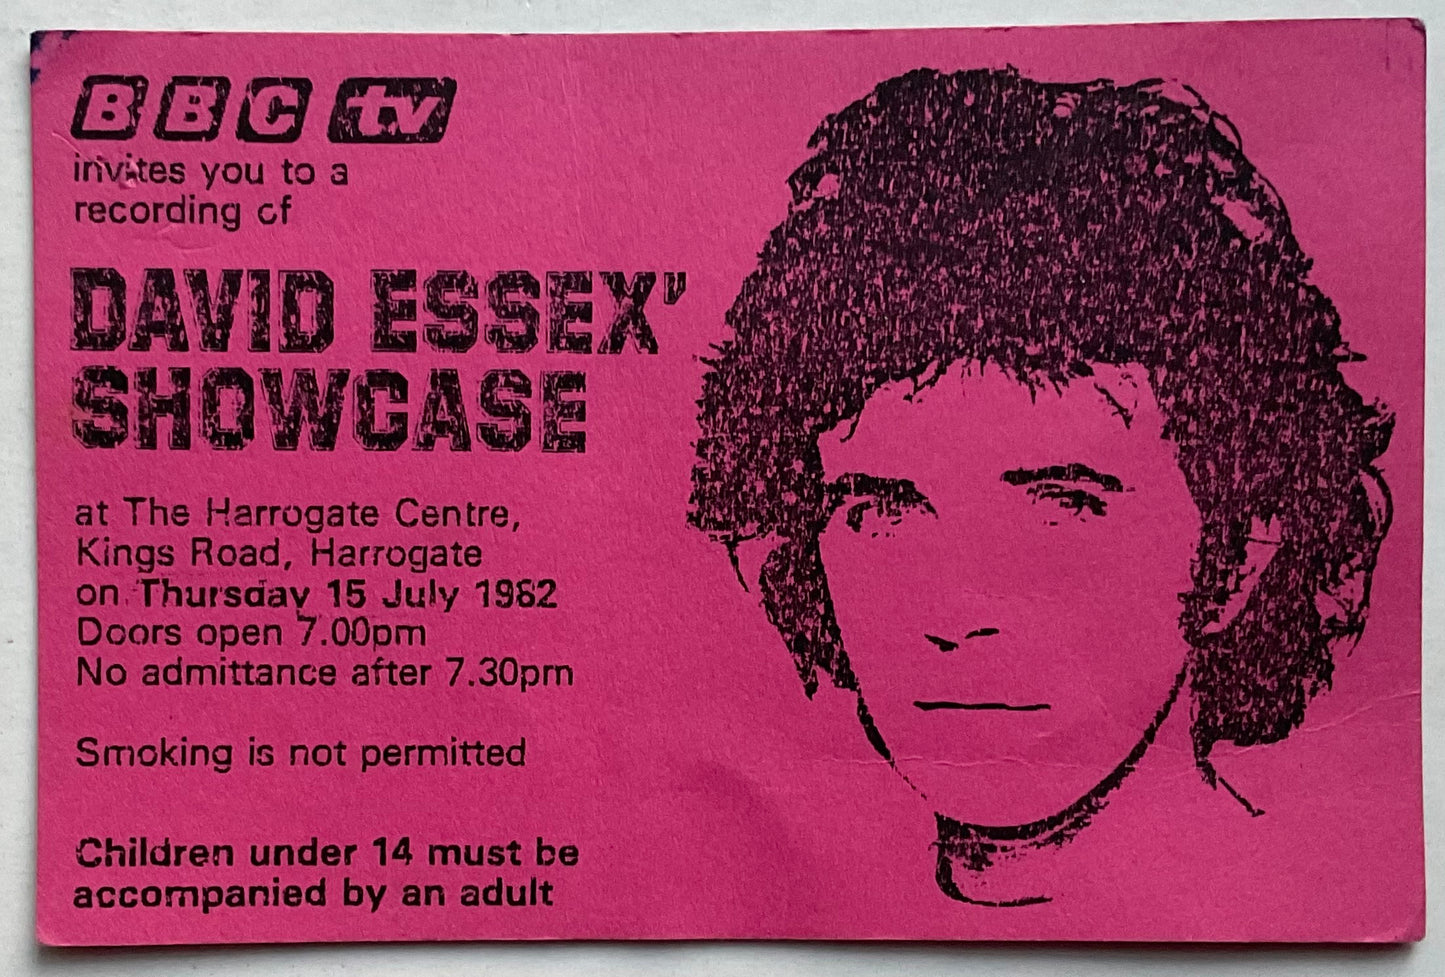 BBC tv
invites you to a
recording of
DAVID ESSEX'
SHOWCASE
at The Harrogate Centre,
Kings Road, Harrogate
on Thursday 15 July 1982
Doors open 7.00pm
No admittance after 7.30pm
Smoking is not permitted
Children under 14 must be
accompanied by an adult